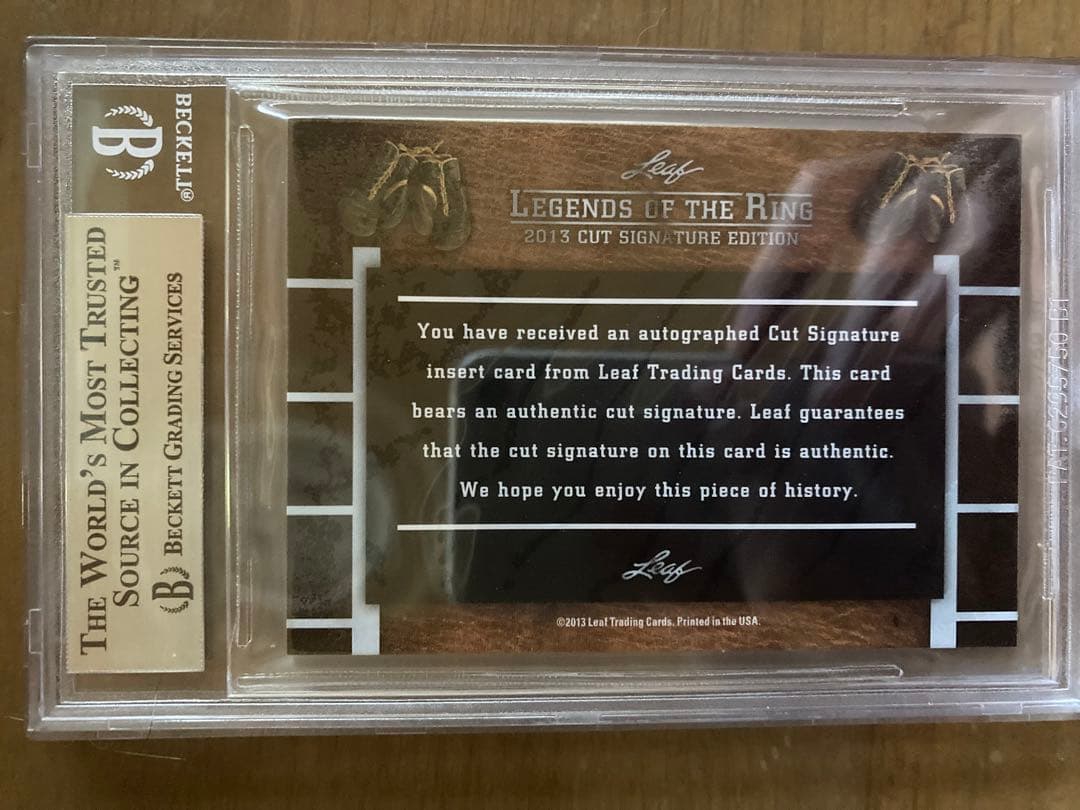 BECKETT®
B
THE WORLD'S MOST TRUSTED
SOURCE IN COLLECTING™
B BECKETT GRADING SERVICES
Leaf
LEGENDS OF THE RING
2013 CUT SIGNATURE EDITION
You have received an autographed Cut Signature
insert card from Leaf Trading Cards. This card
bears an authentic cut signature. Leaf guarantees
that the cut signature on this card is authentic.
We hope you enjoy this piece of history.
Leaf
©2013 Leaf Trading Cards. Printed in the USA.